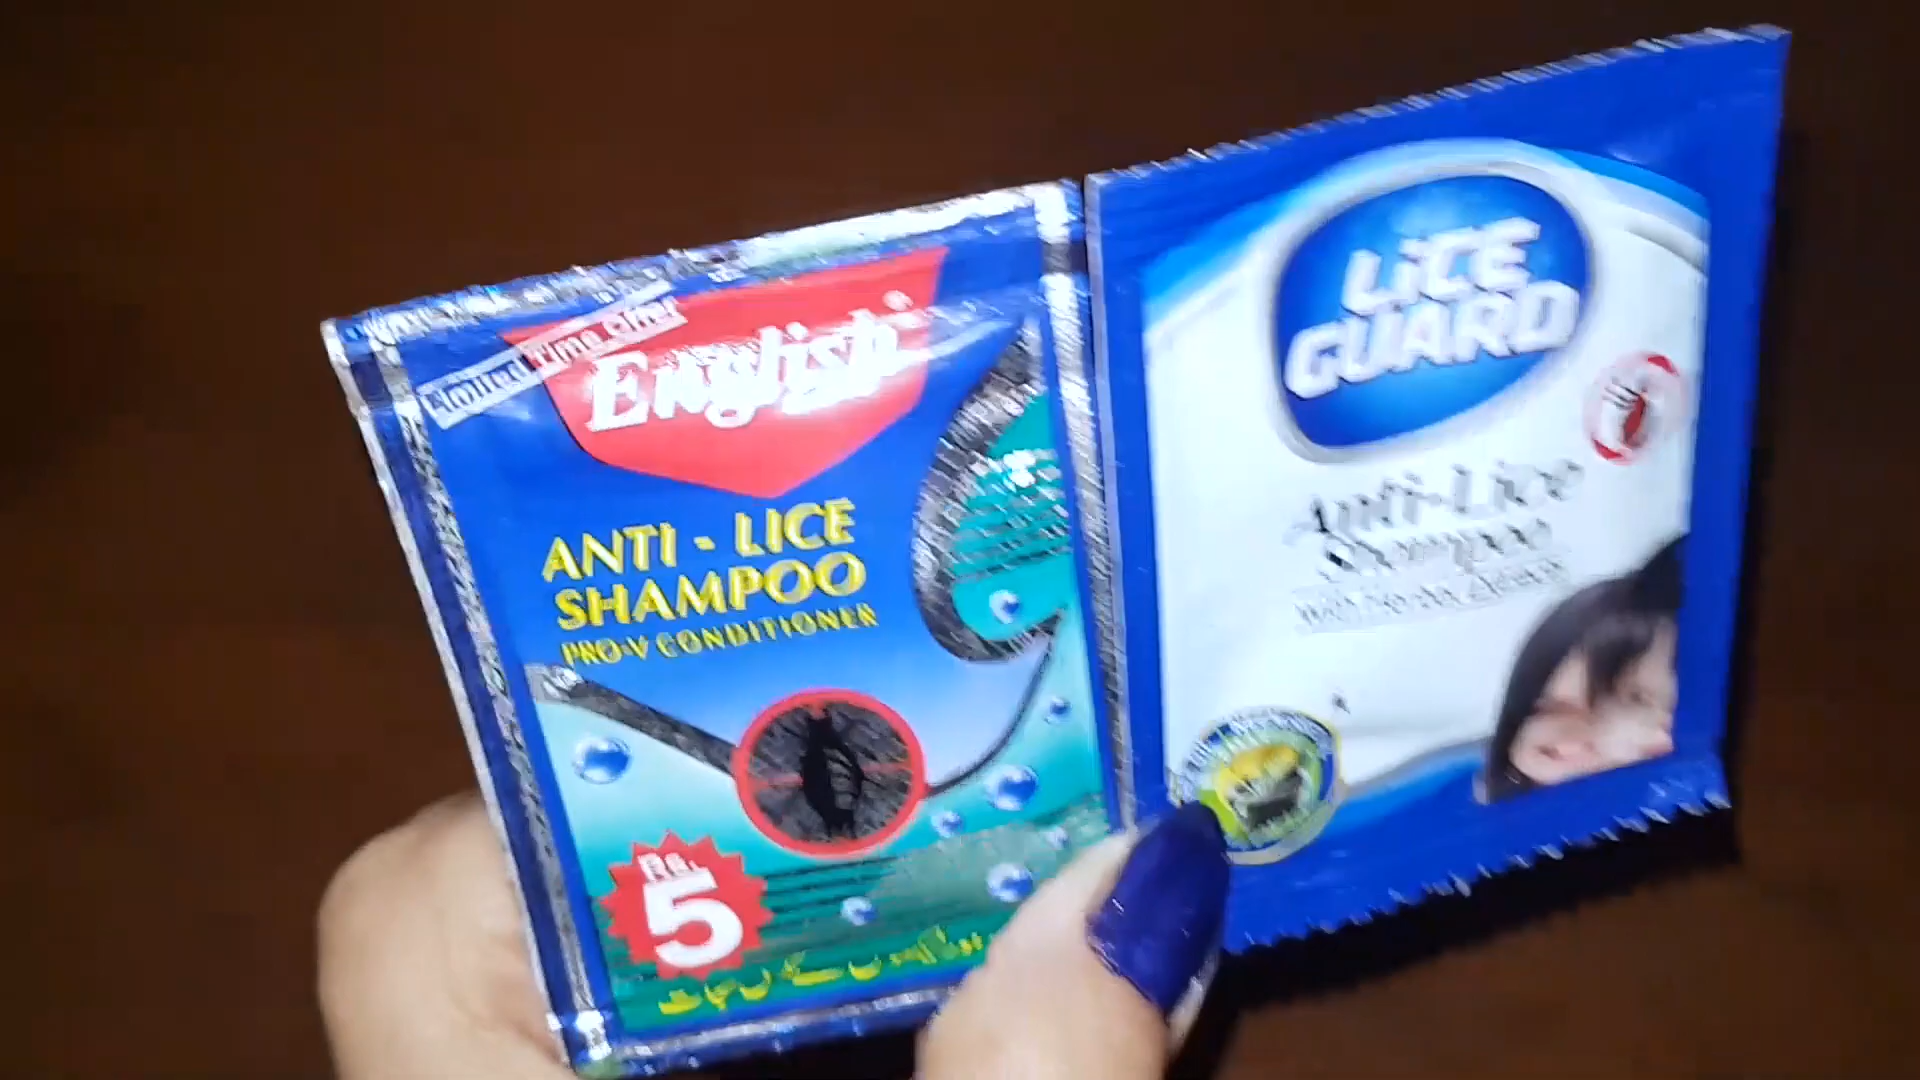 Limited Time Offer
English®
ANTI - LICE
SHAMPOO
PRO-V CONDITIONER
Rs.
5
LICE
GUARD
Anti-Lice
Shampoo